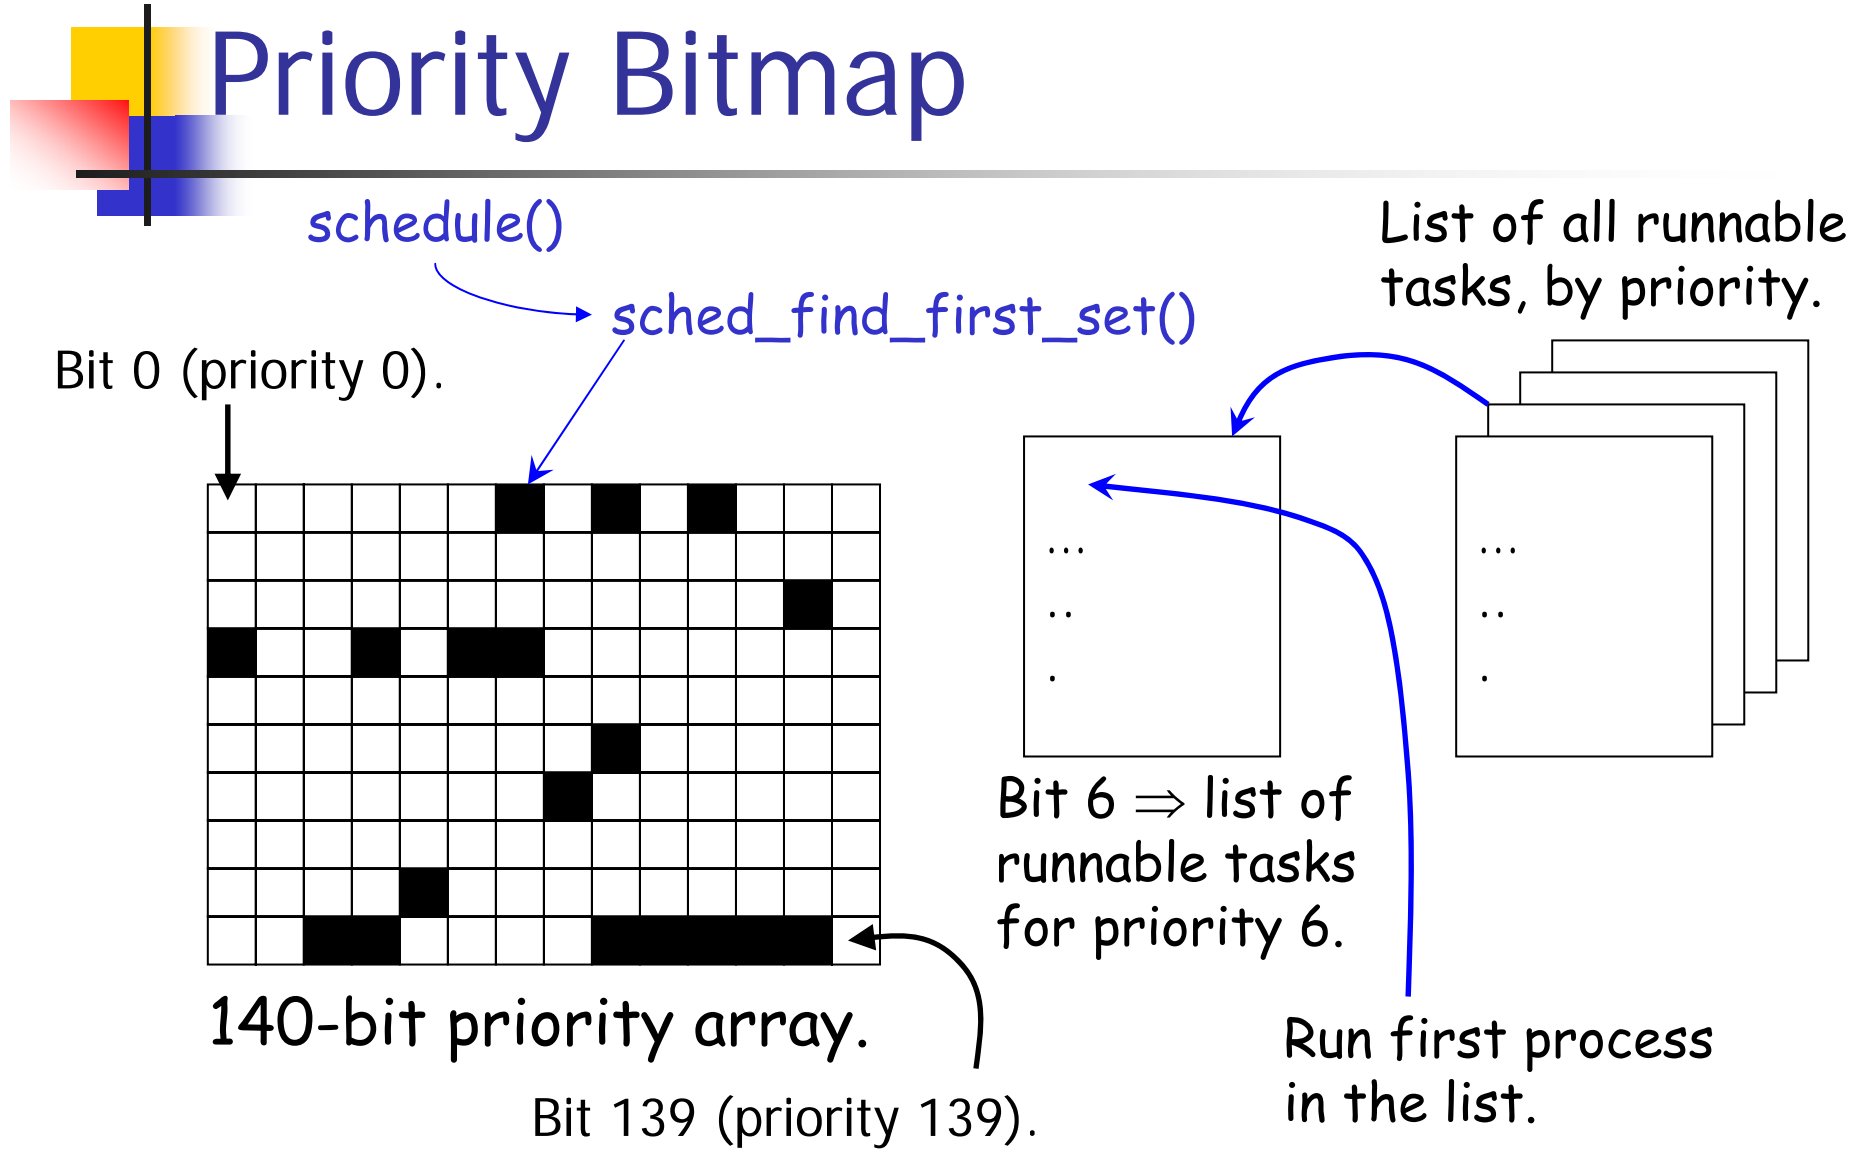 Priority Bitmap
schedule()
sched_find_first_set()
List of all runnable
tasks, by priority.
Bit 0 (priority 0).
...
..
.
...
..
.
Bit 6 ⇒ list of
runnable tasks
for priority 6.
140-bit priority array.
Bit 139 (priority 139).
Run first process
in the list.